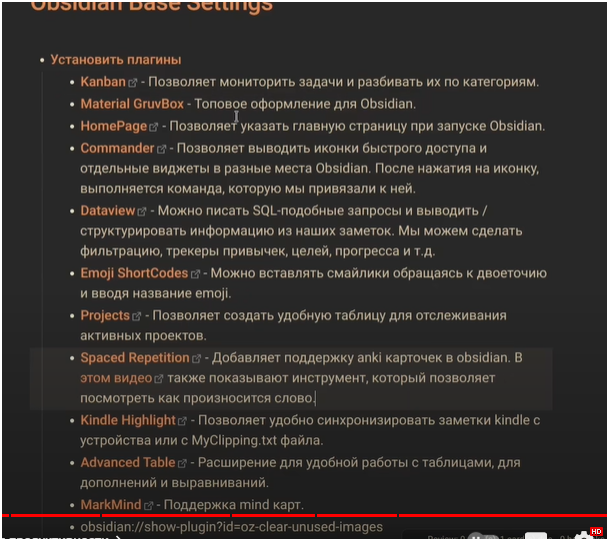 Obsidian Base Settings
• Установить плагины
• Kanban - Позволяет мониторить задачи и разбивать их по категориям.
• Material GruvBox - Топовое оформление для Obsidian.
• HomePage - Позволяет указать главную страницу при запуске Obsidian.
• Commander - Позволяет выводить иконки быстрого доступа и
отдельные виджеты в разные места Obsidian. После нажатия на иконку,
выполняется команда, которую мы привязали к ней.
• Dataview - Можно писать SQL-подобные запросы и выводить /
структурировать информацию из наших заметок. Мы можем сделать
фильтрацию, трекеры привычек, целей, прогресса и т.д.
• Emoji ShortCodes - Можно вставлять смайлики обращаясь к двоеточию
и вводя название emoji.
• Projects - Позволяет создать удобную таблицу для отслеживания
активных проектов.
• Spaced Repetition - Добавляет поддержку anki карточек в obsidian. В
этом видео также показывают инструмент, который позволяет
посмотреть как произносится слово.
• Kindle Highlight - Позволяет удобно синхронизировать заметки kindle с
устройства или с MyClipping.txt файла.
• Advanced Table - Расширение для удобной работы с таблицами, для
дополнений и выравниваний.
• MarkMind - Поддержка mind карт.
• obsidian://show-plugin?id=oz-clear-unused-images
HD